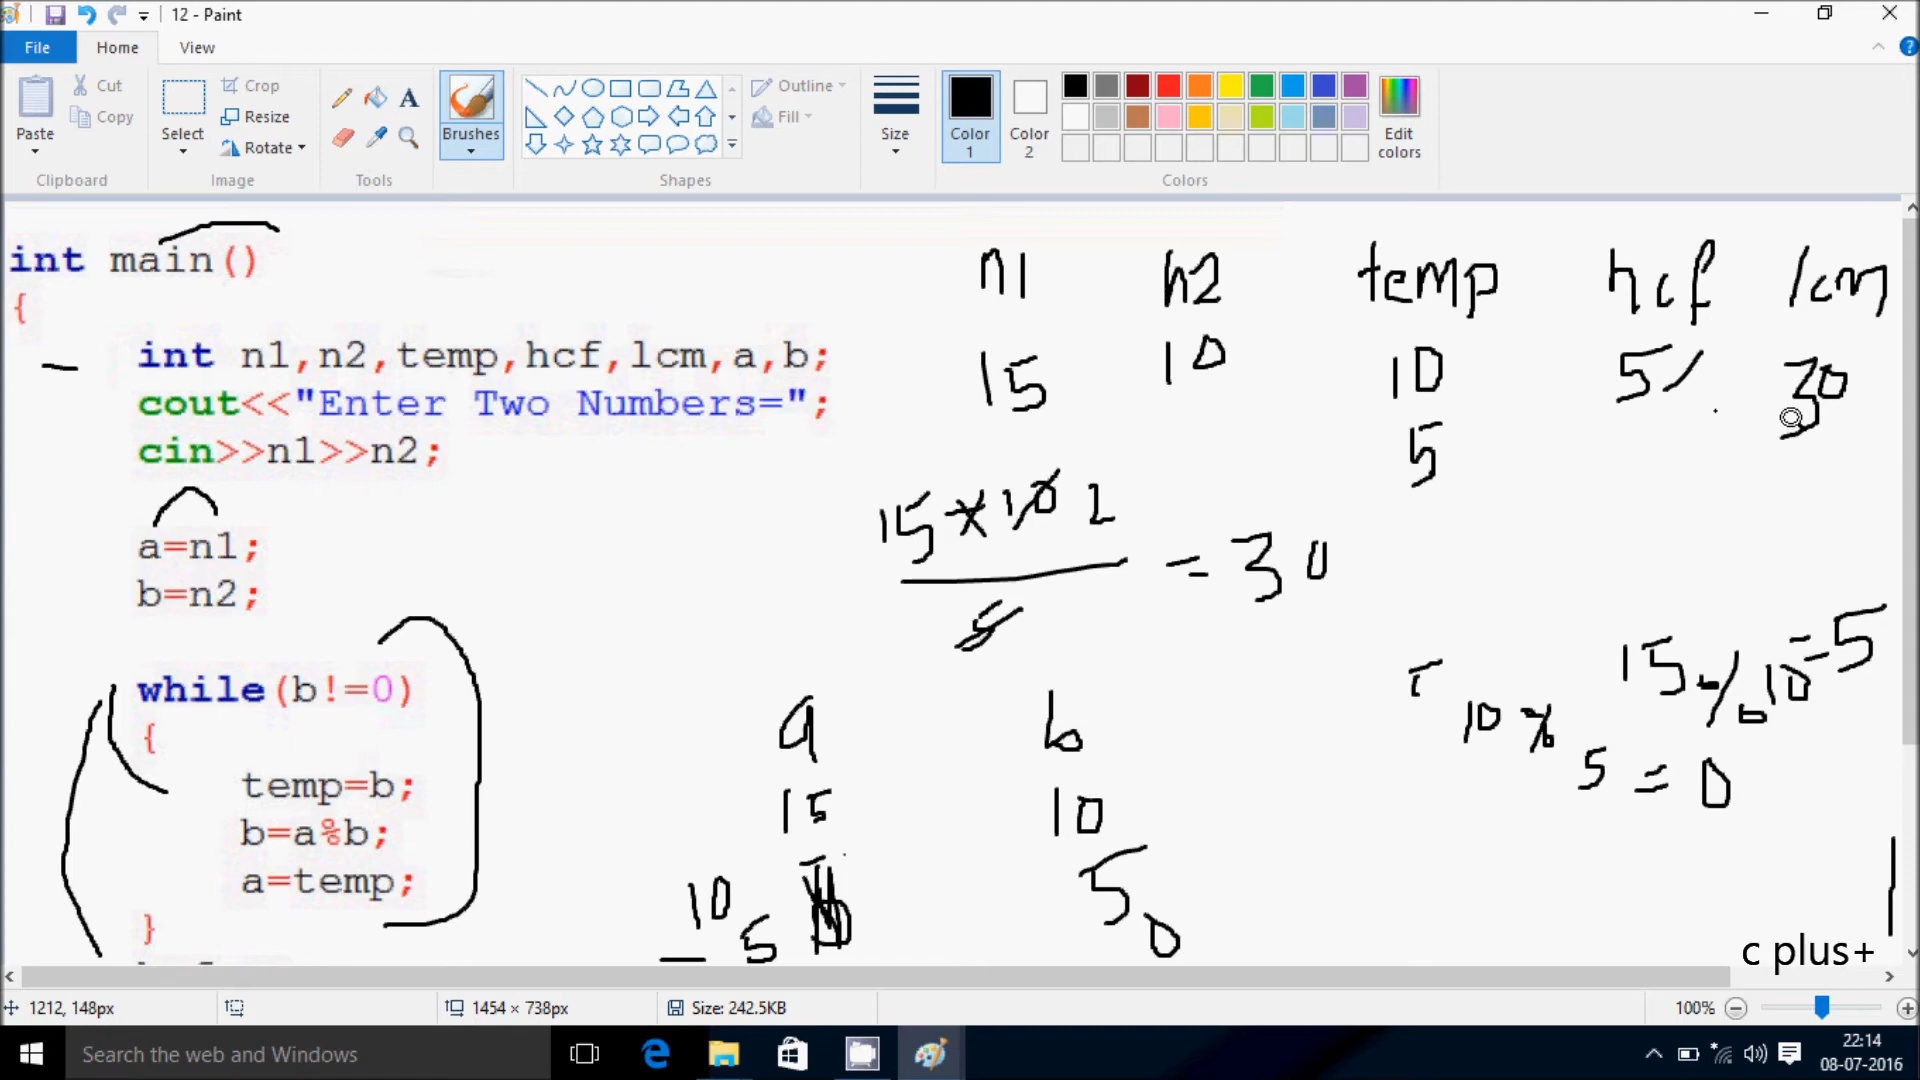 12 - Paint
File Home View
Paste
Cut
Copy
Clipboard
Select
Crop
Resize
Rotate
Image
Tools
Brushes
Shapes
Outline
Fill
Size
Color 1
Color 2
Edit colors
Colors
int main()
{
int n1,n2,temp,hcf,lcm,a,b;
cout<<"Enter Two Numbers=";
cin>>n1>>n2;
a=n1;
b=n2;
while(b!=0)
{
temp=b;
b=a%b;
a=temp;
}
n1 n2 temp hcf lcm
15 10 10 5 30
5
15 * 10 2
= 30
5
15 % 10 = 5
10 %
5 = 0
a b
15 10
10 5
5 0
c plus+
1212, 148px
1454 × 738px
Size: 242.5KB
100%
Search the web and Windows
22:14
08-07-2016